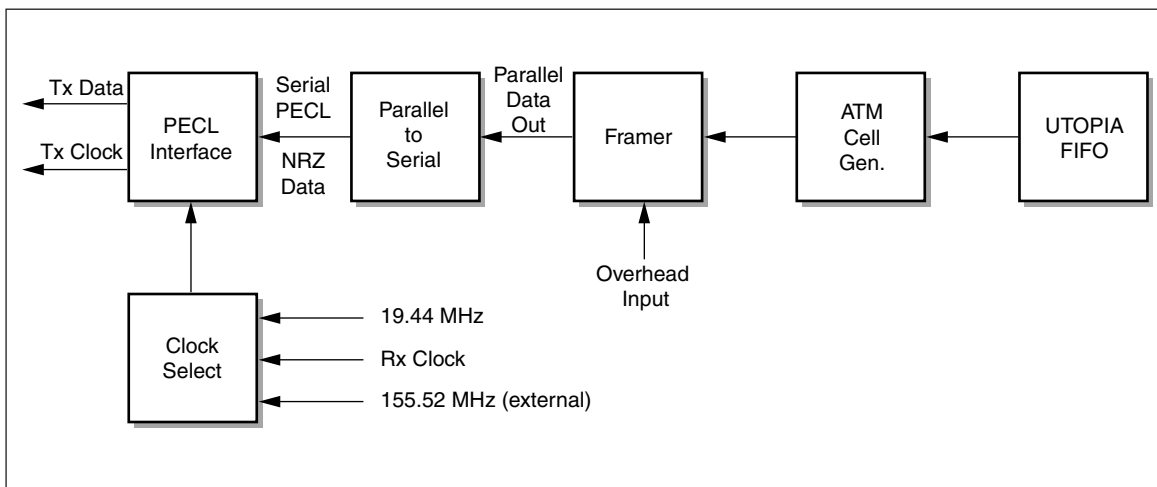 Tx Data
Tx Clock
PECL
Interface
Serial
PECL
NRZ
Data
Parallel
to
Serial
Parallel
Data
Out
Framer
ATM
Cell
Gen.
UTOPIA
FIFO
Overhead
Input
Clock
Select
19.44 MHz
Rx Clock
155.52 MHz (external)